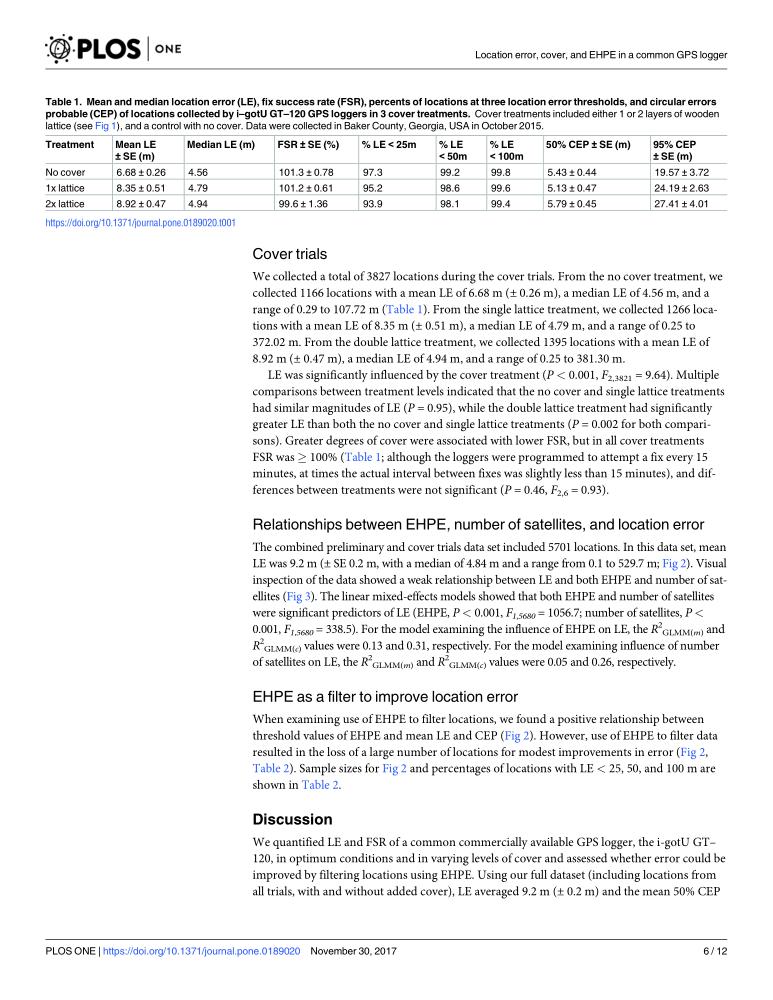 PLOS ONE
Location error, cover, and EHPE in a common GPS logger
Table 1. Mean and median location error (LE), fix success rate (FSR), percents of locations at three location error thresholds, and circular errors
probable (CEP) of locations collected by i–gotU GT–120 GPS loggers in 3 cover treatments. Cover treatments included either 1 or 2 layers of wooden
lattice (see Fig 1), and a control with no cover. Data were collected in Baker County, Georgia, USA in October 2015.
Treatment Mean LE ± SE (m) Median LE (m) FSR ± SE (%) % LE < 25m % LE < 50m % LE < 100m 50% CEP ± SE (m) 95% CEP ± SE (m)
No cover 6.68 ± 0.26 4.56 101.3 ± 0.78 97.3 99.2 99.8 5.43 ± 0.44 19.57 ± 3.72
1x lattice 8.35 ± 0.51 4.79 101.2 ± 0.61 95.2 98.6 99.6 5.13 ± 0.47 24.19 ± 2.63
2x lattice 8.92 ± 0.47 4.94 99.6 ± 1.36 93.9 98.1 99.4 5.79 ± 0.45 27.41 ± 4.01
https://doi.org/10.1371/journal.pone.0189020.t001
Cover trials
We collected a total of 3827 locations during the cover trials. From the no cover treatment, we
collected 1166 locations with a mean LE of 6.68 m (± 0.26 m), a median LE of 4.56 m, and a
range of 0.29 to 107.72 m (Table 1). From the single lattice treatment, we collected 1266 loca-
tions with a mean LE of 8.35 m (± 0.51 m), a median LE of 4.79 m, and a range of 0.25 to
372.02 m. From the double lattice treatment, we collected 1395 locations with a mean LE of
8.92 m (± 0.47 m), a median LE of 4.94 m, and a range of 0.25 to 381.30 m.
LE was significantly influenced by the cover treatment (P < 0.001, F2,3821 = 9.64). Multiple
comparisons between treatment levels indicated that the no cover and single lattice treatments
had similar magnitudes of LE (P = 0.95), while the double lattice treatment had significantly
greater LE than both the no cover and single lattice treatments (P = 0.002 for both compari-
sons). Greater degrees of cover were associated with lower FSR, but in all cover treatments
FSR was ≥ 100% (Table 1; although the loggers were programmed to attempt a fix every 15
minutes, at times the actual interval between fixes was slightly less than 15 minutes), and dif-
ferences between treatments were not significant (P = 0.46, F2,6 = 0.93).
Relationships between EHPE, number of satellites, and location error
The combined preliminary and cover trials data set included 5701 locations. In this data set, mean
LE was 9.2 m (± SE 0.2 m, with a median of 4.84 m and a range from 0.1 to 529.7 m; Fig 2). Visual
inspection of the data showed a weak relationship between LE and both EHPE and number of sat-
ellites (Fig 3). The linear mixed-effects models showed that both EHPE and number of satellites
were significant predictors of LE (EHPE, P < 0.001, F1,5680 = 1056.7; number of satellites, P <
0.001, F1,5680 = 338.5). For the model examining the influence of EHPE on LE, the R2GLMM(m) and
R2GLMM(c) values were 0.13 and 0.31, respectively. For the model examining influence of number
of satellites on LE, the R2GLMM(m) and R2GLMM(c) values were 0.05 and 0.26, respectively.
EHPE as a filter to improve location error
When examining use of EHPE to filter locations, we found a positive relationship between
threshold values of EHPE and mean LE and CEP (Fig 2). However, use of EHPE to filter data
resulted in the loss of a large number of locations for modest improvements in error (Fig 2,
Table 2). Sample sizes for Fig 2 and percentages of locations with LE < 25, 50, and 100 m are
shown in Table 2.
Discussion
We quantified LE and FSR of a common commercially available GPS logger, the i-gotU GT–
120, in optimum conditions and in varying levels of cover and assessed whether error could be
improved by filtering locations using EHPE. Using our full dataset (including locations from
all trials, with and without added cover), LE averaged 9.2 m (± 0.2 m) and the mean 50% CEP
PLOS ONE | https://doi.org/10.1371/journal.pone.0189020 November 30, 2017
6 / 12